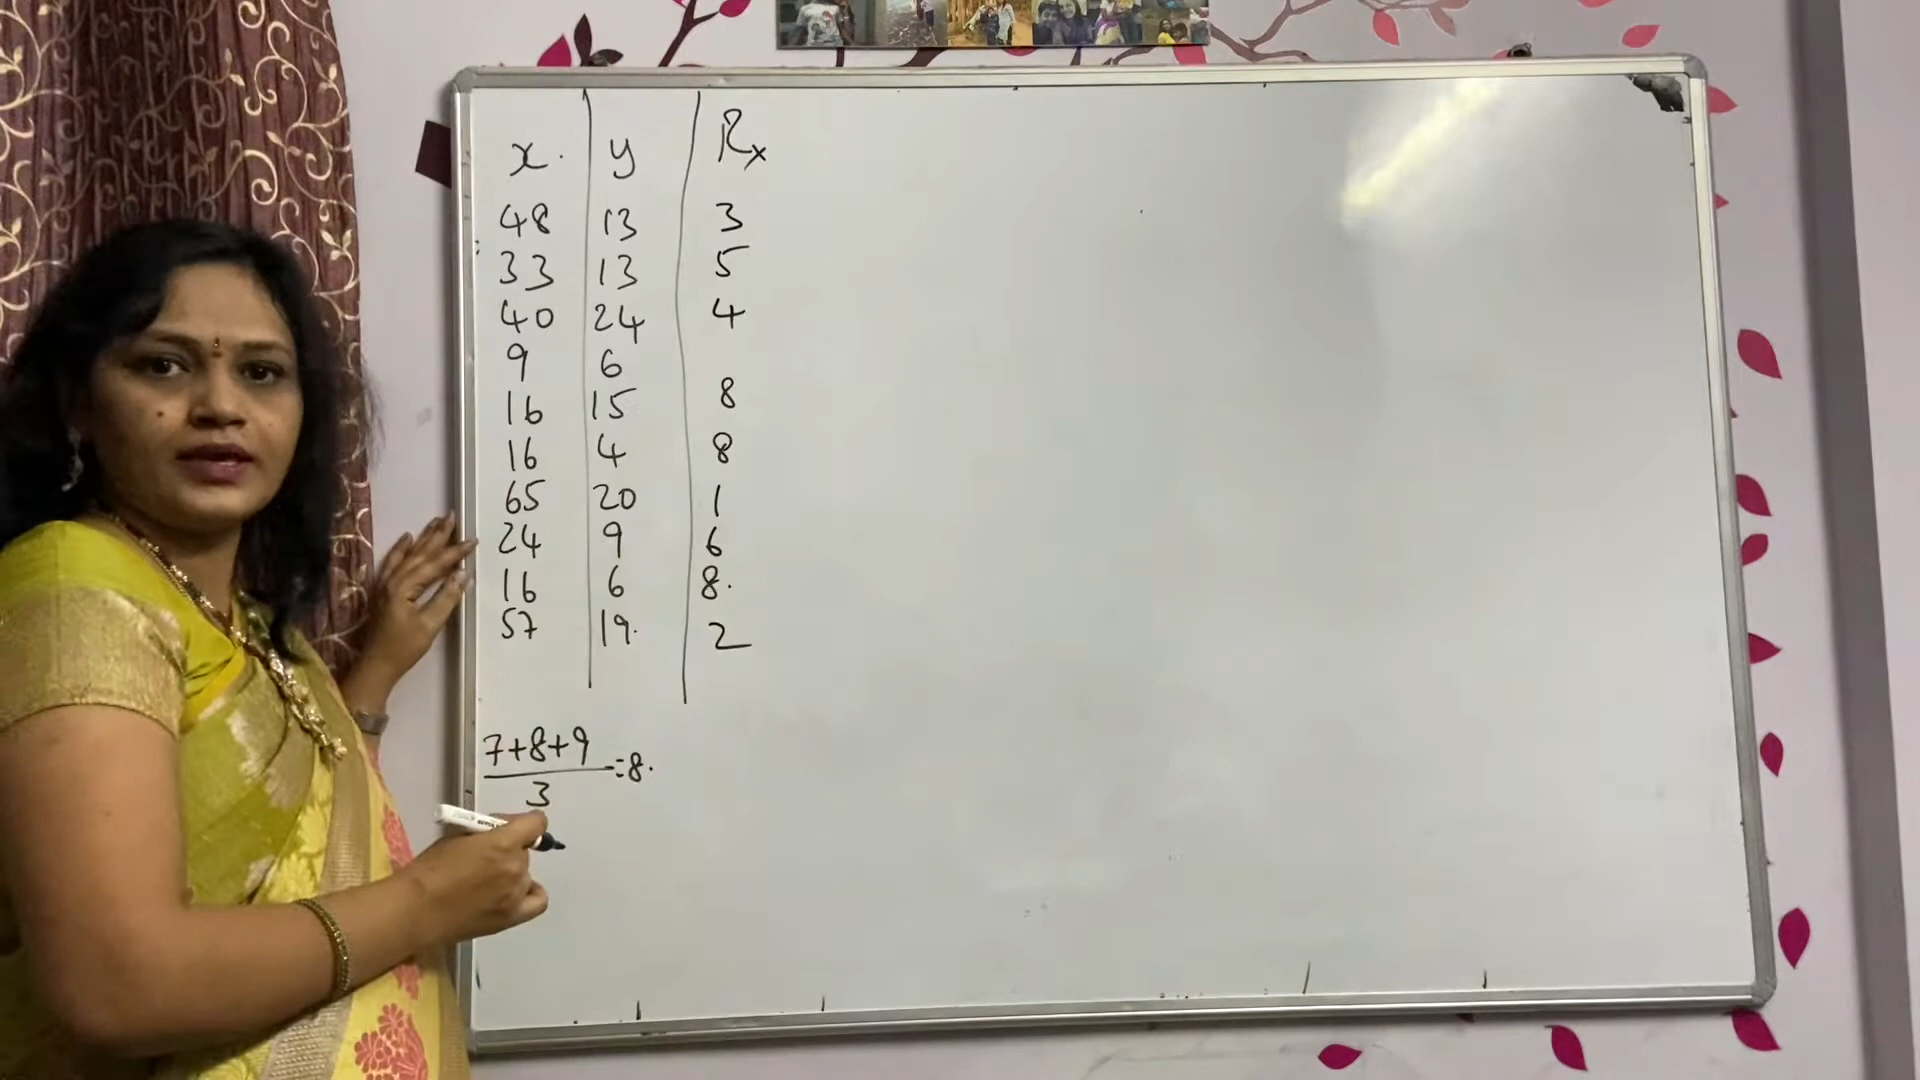 x. y Rx
48 13 3
33 13 5
40 24 4
9 6
16 15 8
16 4 8
65 20 1
24 9 6
16 6 8.
57 19. 2
7+8+9
3
=8.